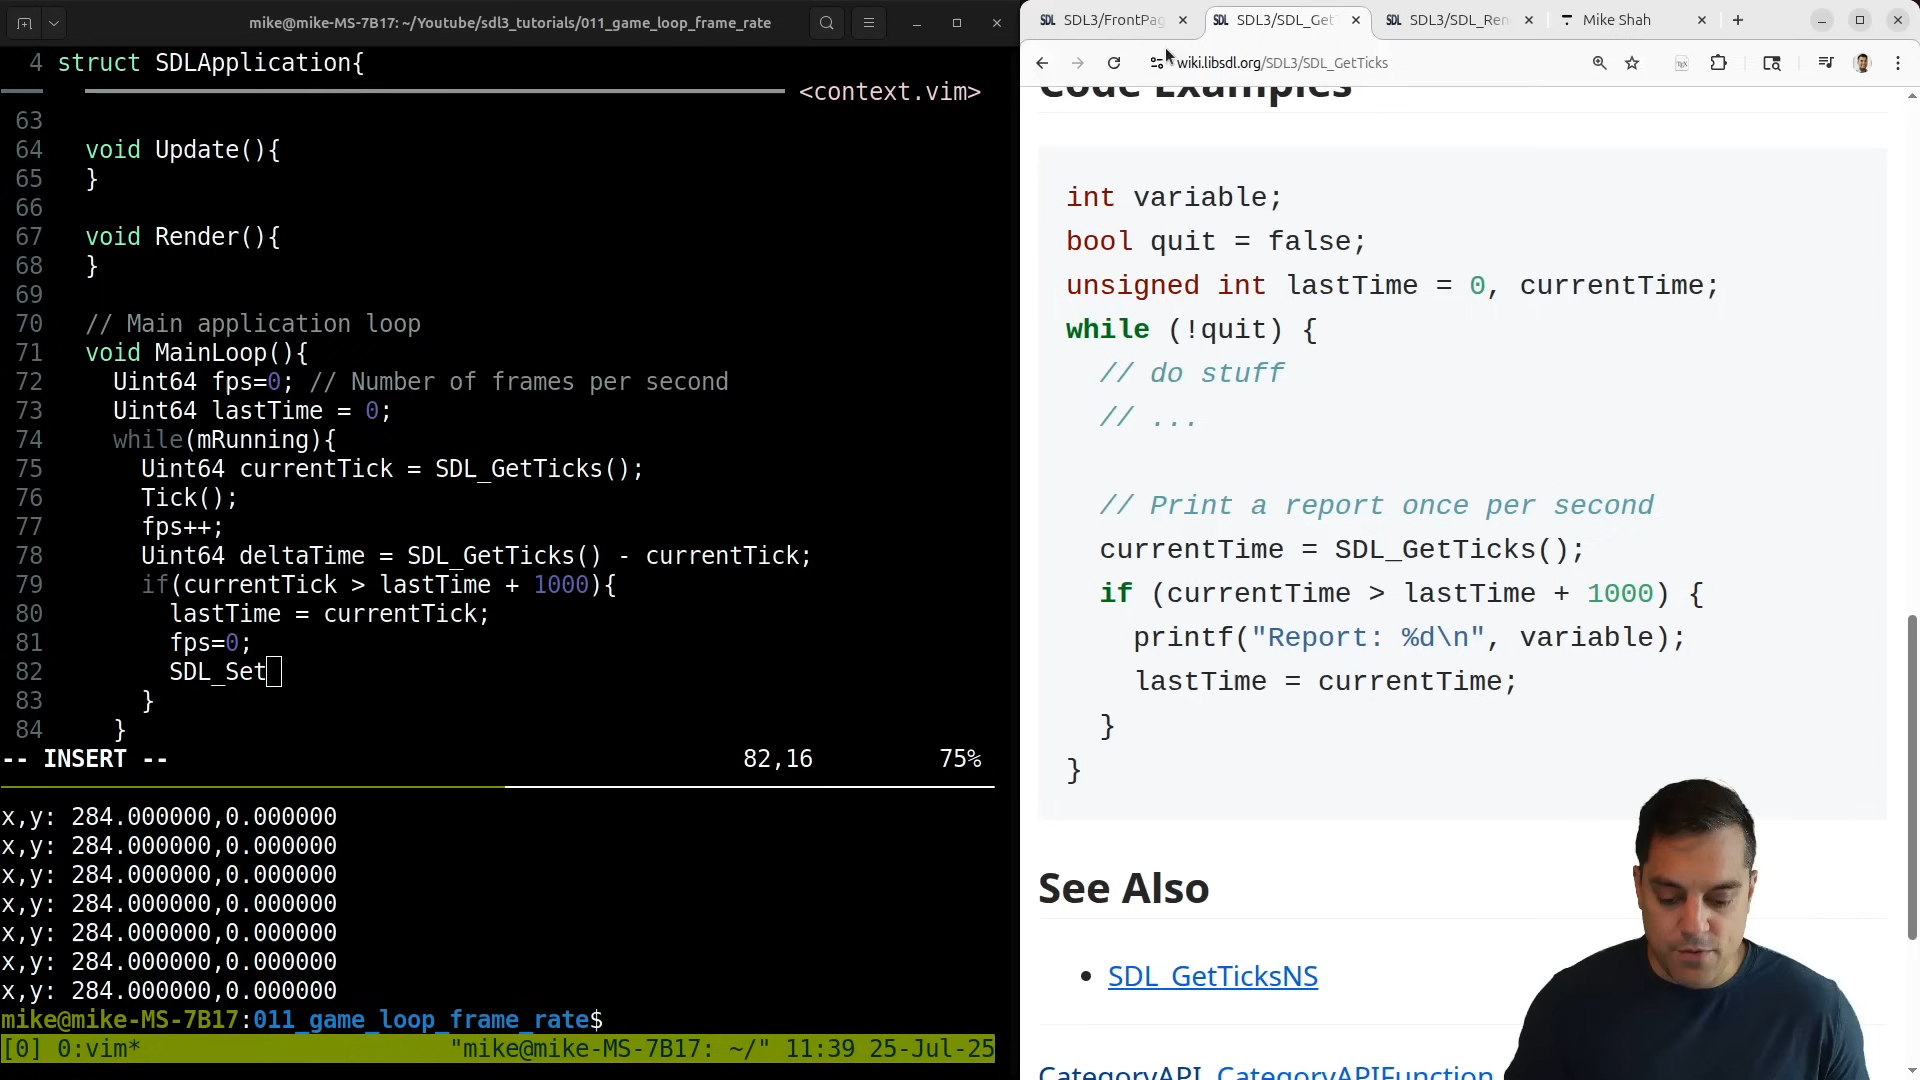 mike@mike-MS-7B17: ~/Youtube/sdl3_tutorials/011_game_loop_frame_rate
4 struct SDLApplication{
<context.vim>
63
64 void Update(){
65 }
66
67 void Render(){
68 }
69
70 // Main application loop
71 void MainLoop(){
72 Uint64 fps=0; // Number of frames per second
73 Uint64 lastTime = 0;
74 while(mRunning){
75 Uint64 currentTick = SDL_GetTicks();
76 Tick();
77 fps++;
78 Uint64 deltaTime = SDL_GetTicks() - currentTick;
79 if(currentTick > lastTime + 1000){
80 lastTime = currentTick;
81 fps=0;
82 SDL_Set
83 }
84 }
-- INSERT -- 82,16 75%
x,y: 284.000000,0.000000
x,y: 284.000000,0.000000
x,y: 284.000000,0.000000
x,y: 284.000000,0.000000
x,y: 284.000000,0.000000
x,y: 284.000000,0.000000
x,y: 284.000000,0.000000
mike@mike-MS-7B17:011_game_loop_frame_rate$
[0] 0:vim* "mike@mike-MS-7B17: ~/" 11:39 25-Jul-25
SDL SDL3/FrontPag SDL SDL3/SDL_GetT SDL SDL3/SDL_Ren Mike Shah
wiki.libsdl.org/SDL3/SDL_GetTicks
Code Examples
int variable;
bool quit = false;
unsigned int lastTime = 0, currentTime;
while (!quit) {
// do stuff
// ...
// Print a report once per second
currentTime = SDL_GetTicks();
if (currentTime > lastTime + 1000) {
printf("Report: %d\n", variable);
lastTime = currentTime;
}
}
See Also
SDL_GetTicksNS
CategoryAPI, CategoryAPIFunction